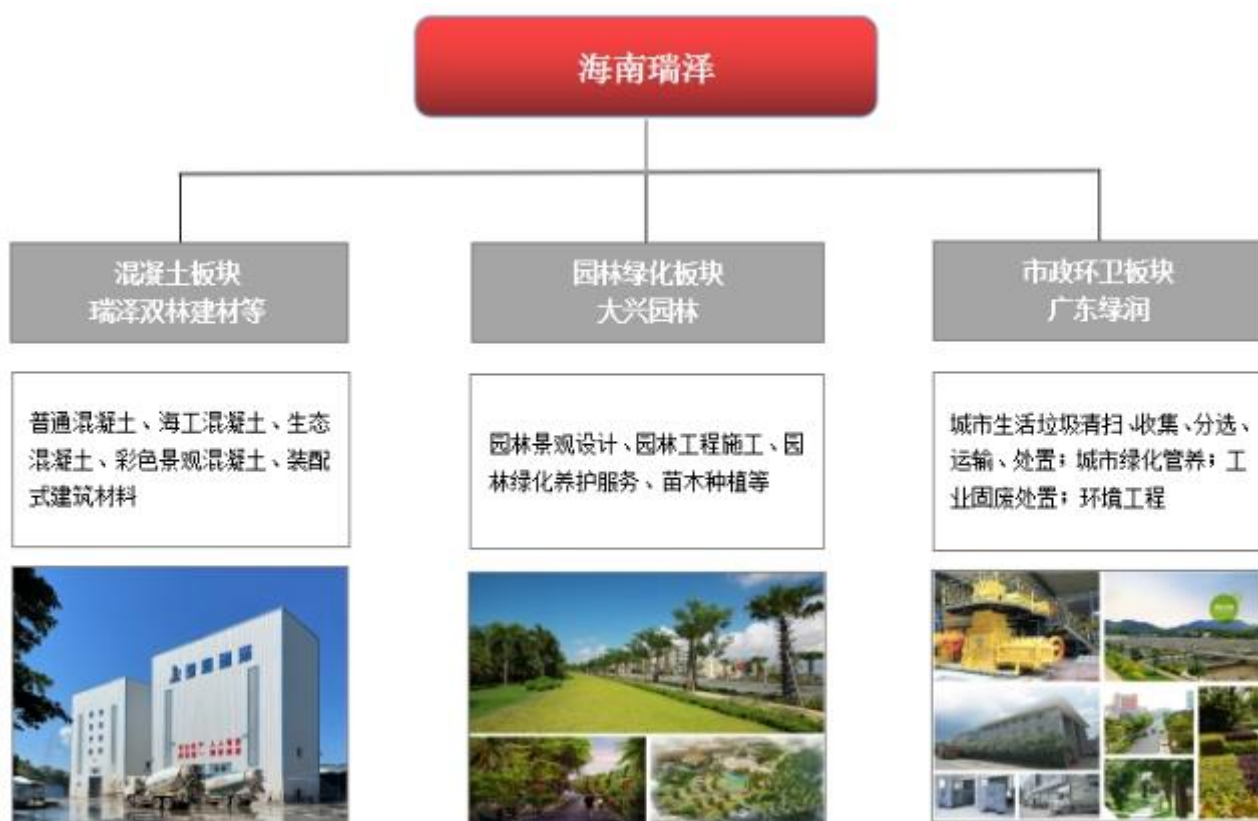 海南瑞泽
混凝土板块
瑞泽双林建材等
园林绿化板块
大兴园林
市政环卫板块
广东绿润
普通混凝土、海工混凝土、生态
混凝土、彩色景观混凝土、装配
式建筑材料
园林景观设计、园林工程施工、园
林绿化养护服务、苗木种植等
城市生活垃圾清扫、收集、分选、
运输、处置；城市绿化管养；工
业固废处置；环境工程